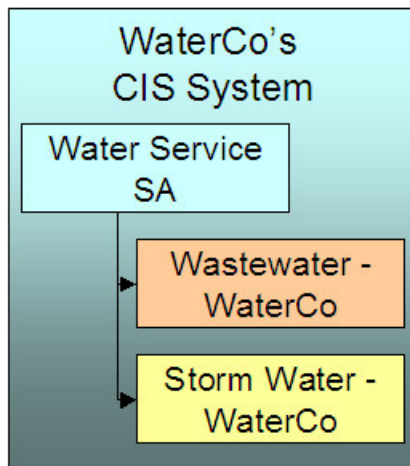 WaterCo's
CIS System
Water Service
SA
Wastewater -
WaterCo
Storm Water -
WaterCo